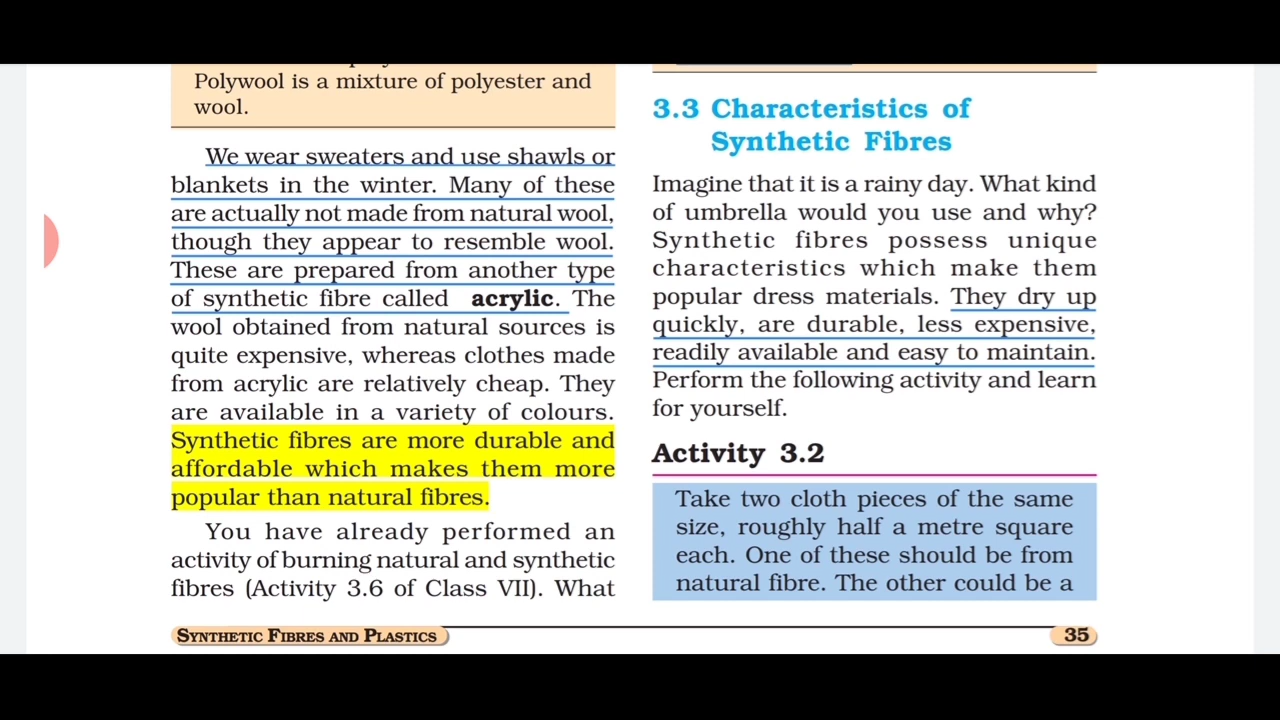 Polywool is a mixture of polyester and
wool.
We wear sweaters and use shawls or
blankets in the winter. Many of these
are actually not made from natural wool,
though they appear to resemble wool.
These are prepared from another type
of synthetic fibre called acrylic. The
wool obtained from natural sources is
quite expensive, whereas clothes made
from acrylic are relatively cheap. They
are available in a variety of colours.
Synthetic fibres are more durable and
affordable which makes them more
popular than natural fibres.
You have already performed an
activity of burning natural and synthetic
fibres (Activity 3.6 of Class VII). What
3.3 Characteristics of
Synthetic Fibres
Imagine that it is a rainy day. What kind
of umbrella would you use and why?
Synthetic fibres possess unique
characteristics which make them
popular dress materials. They dry up
quickly, are durable, less expensive,
readily available and easy to maintain.
Perform the following activity and learn
for yourself.
Activity 3.2
Take two cloth pieces of the same
size, roughly half a metre square
each. One of these should be from
natural fibre. The other could be a
SYNTHETIC FIBRES AND PLASTICS
35